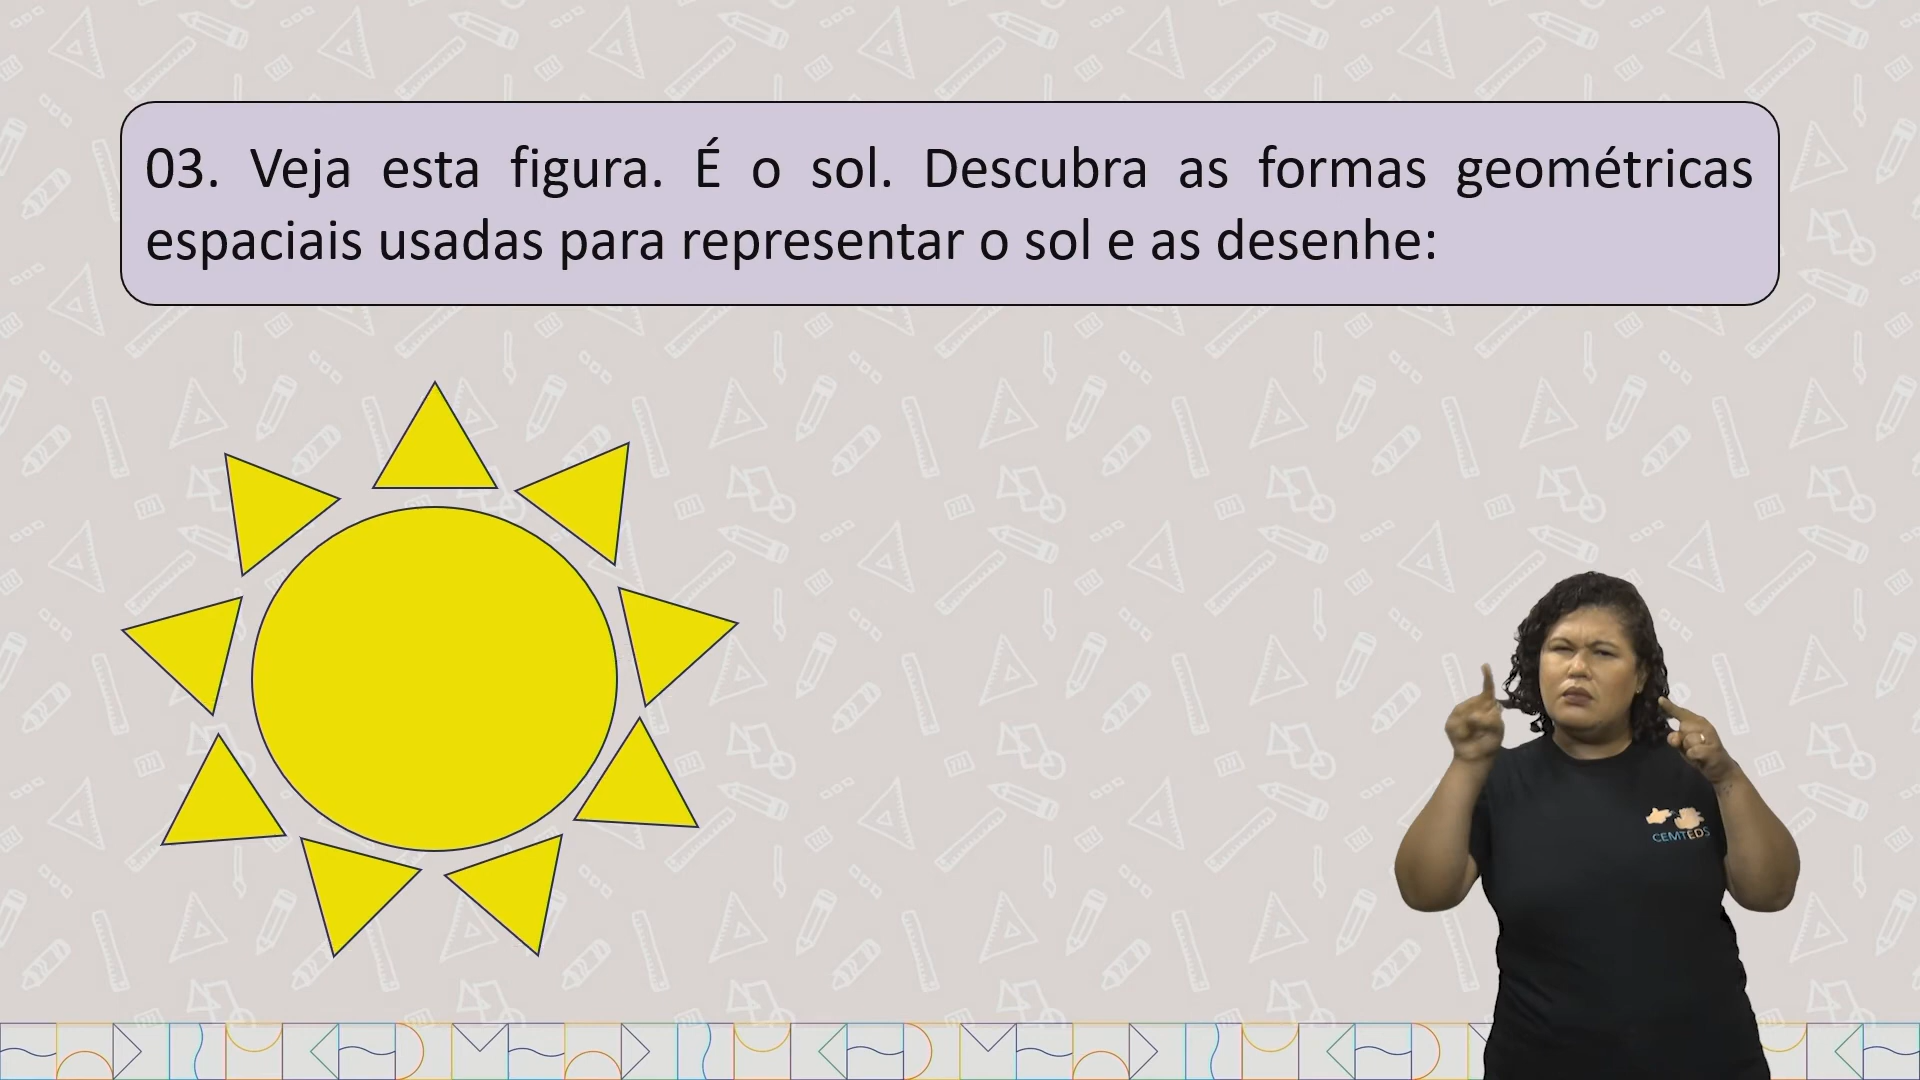 03. Veja esta figura. É o sol. Descubra as formas geométricas
espaciais usadas para representar o sol e as desenhe:
CEMTEDS